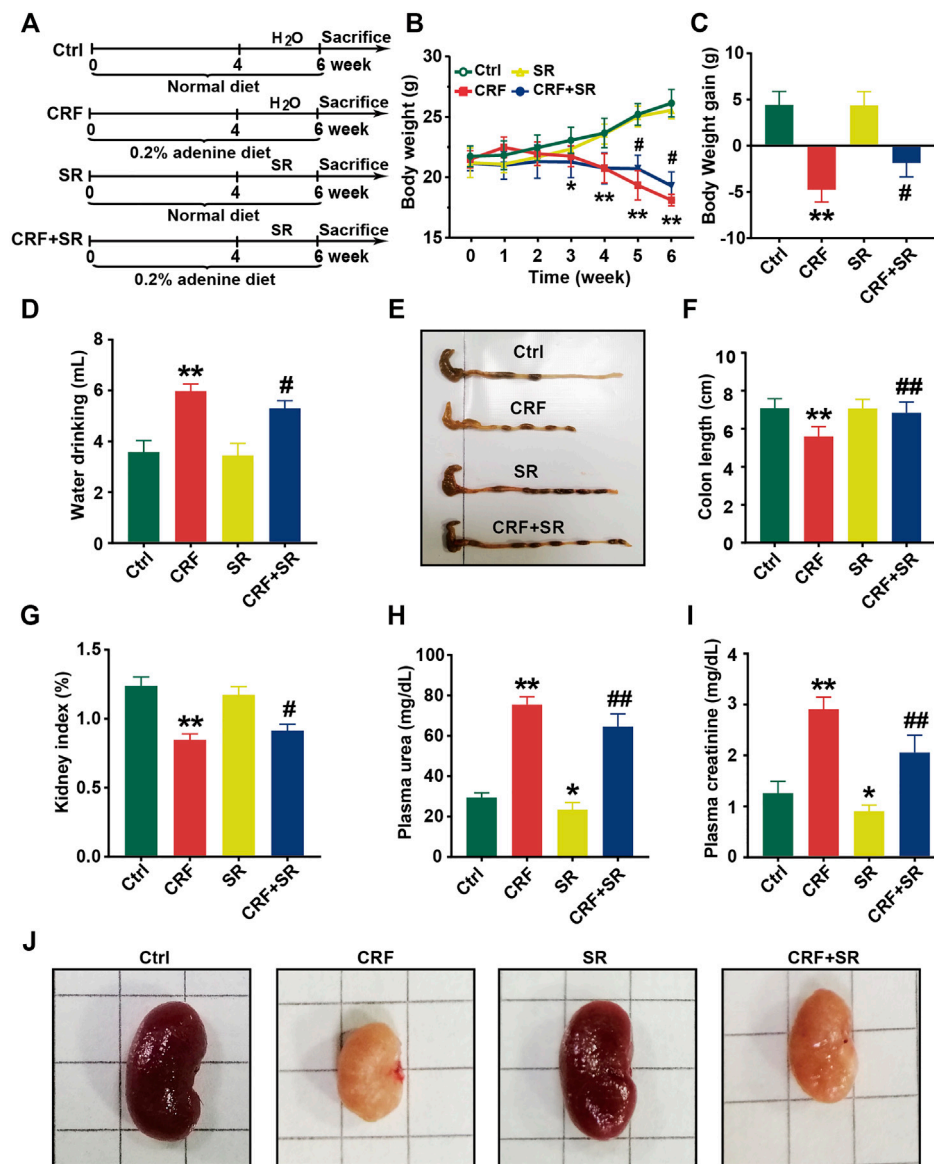 A
Ctrl
H2O Sacrifice
0 4 6 week
Normal diet
CRF
H2O Sacrifice
0 4 6 week
0.2% adenine diet
SR
SR Sacrifice
0 4 6 week
Normal diet
CRF+SR
SR Sacrifice
0 4 6 week
0.2% adenine diet
B
Body weight (g)
30
25
20
15
Ctrl SR
CRF CRF+SR
# #
* ** ** **
0 1 2 3 4 5 6
Time (week)
C
Body Weight gain (g)
10
5
0
-5
-10
** #
Ctrl CRF SR CRF+SR
D
Water drinking (mL)
8
6
4
2
0
** #
Ctrl CRF SR CRF+SR
E
Ctrl
CRF
SR
CRF+SR
F
Colon length (cm)
10
8
6
4
2
0
** ##
Ctrl CRF SR CRF+SR
G
Kidney index (%)
1.5
1.0
0.5
0.0
** #
Ctrl CRF SR CRF+SR
H
Plasma urea (mg/dL)
100
80
60
40
20
0
** * ##
Ctrl CRF SR CRF+SR
I
Plasma creatinine (mg/dL)
4
3
2
1
0
** * ##
Ctrl CRF SR CRF+SR
J
Ctrl CRF SR CRF+SR